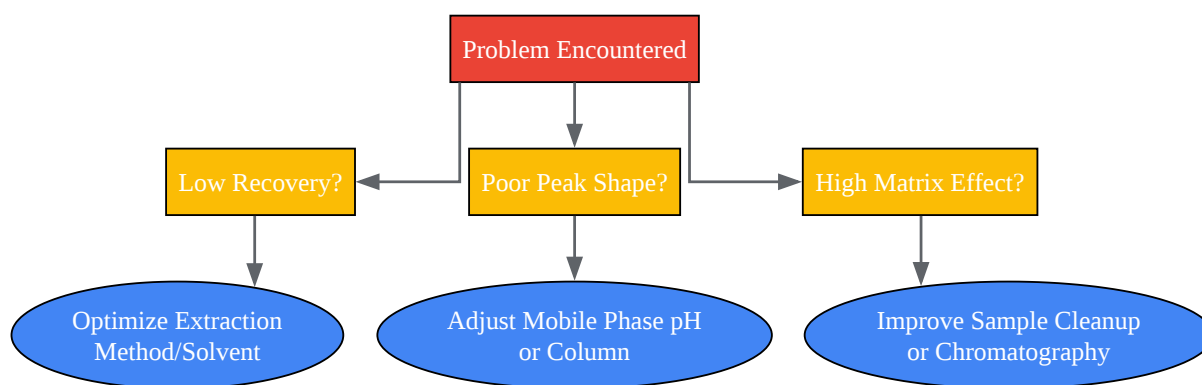 Problem Encountered
Low Recovery?
Poor Peak Shape?
High Matrix Effect?
Optimize Extraction
Method/Solvent
Adjust Mobile Phase pH
or Column
Improve Sample Cleanup
or Chromatography